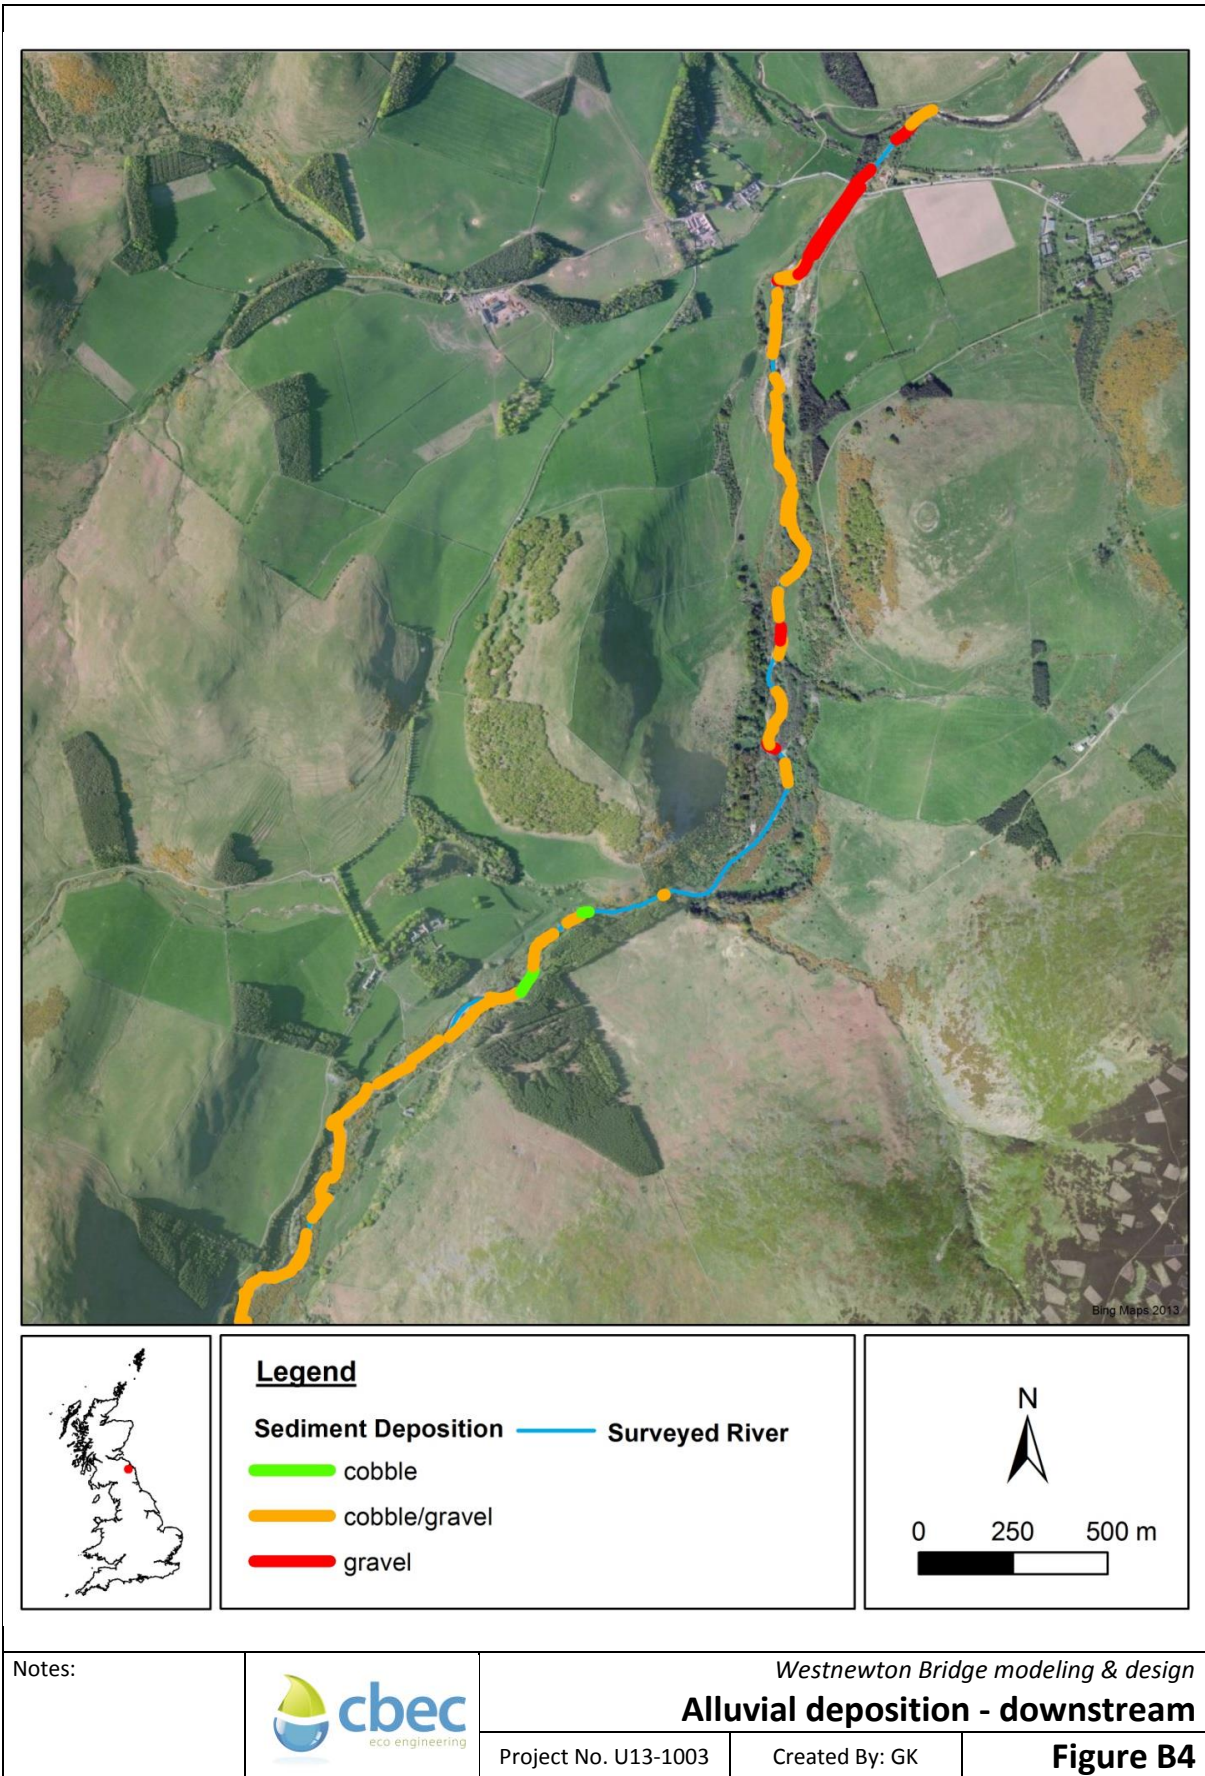 Bing Maps 2013
Legend
Sediment Deposition
Surveyed River
cobble
cobble/gravel
gravel
N
0 250 500 m
Notes:
cbec
eco engineering
Westnewton Bridge modeling & design
Alluvial deposition - downstream
Project No. U13-1003
Created By: GK
Figure B4